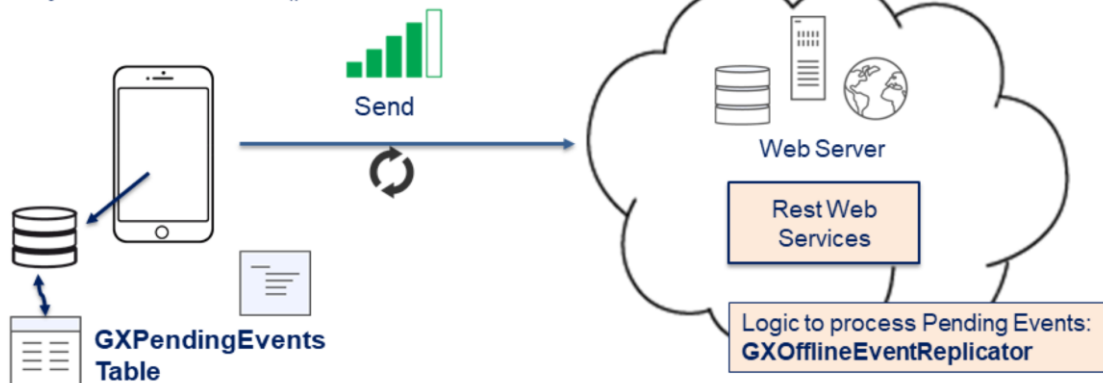 Send
Web Server
Rest Web
Services
GXPendingEvents
Table
Logic to process Pending Events:
GXOfflineEventReplicator